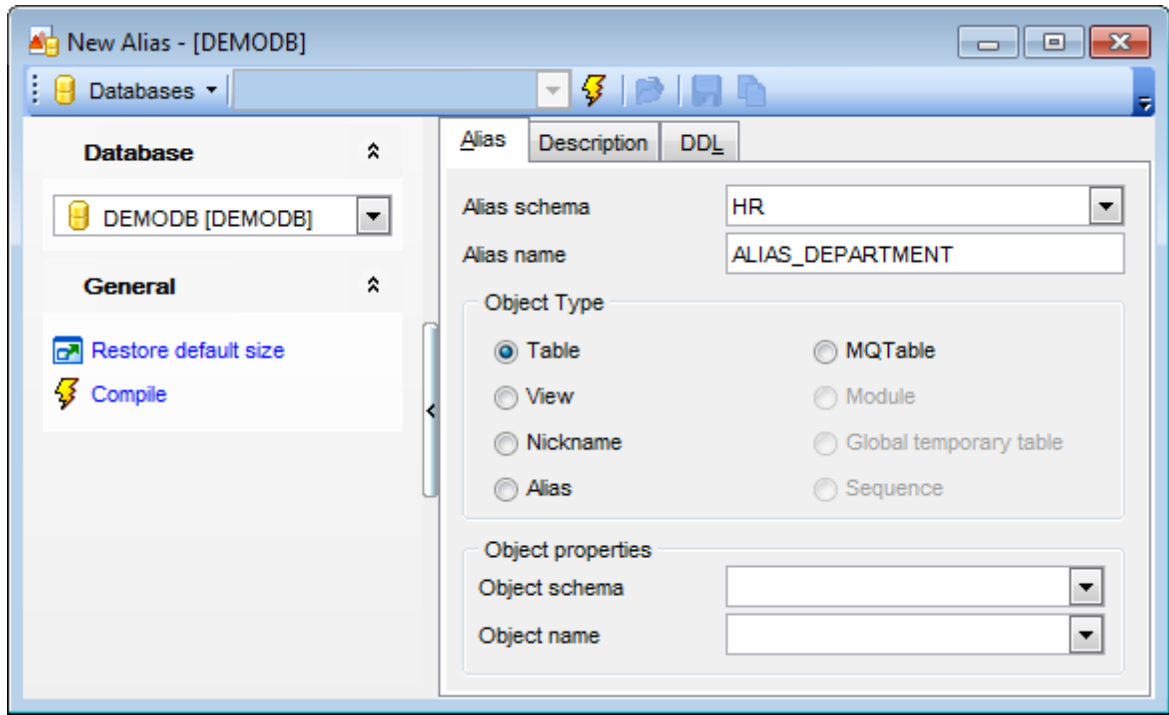 New Alias - [DEMODB]
Databases
Database
DEMODB [DEMODB]
General
Restore default size
Compile
Alias Description DDL
Alias schema HR
Alias name ALIAS_DEPARTMENT
Object Type
Table MQTable
View Module
Nickname Global temporary table
Alias Sequence
Object properties
Object schema
Object name